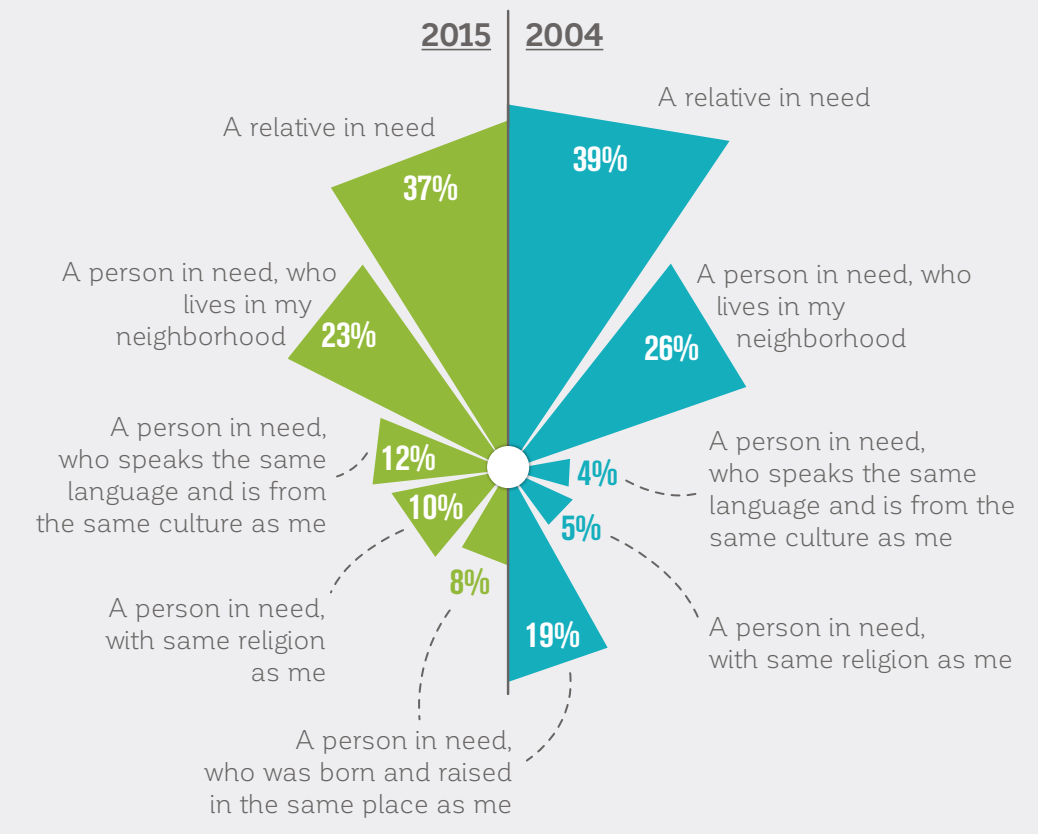 2015
2004
A relative in need
37%
A relative in need
39%
A person in need, who
lives in my
neighborhood
23%
A person in need, who
lives in my
neighborhood
26%
A person in need,
who speaks the same
language and is from
the same culture as me
12%
A person in need,
who speaks the same
language and is from the
same culture as me
4%
10%
5%
8%
A person in need,
with same religion
as me
19%
A person in need,
with same religion as me
A person in need,
who was born and raised
in the same place as me